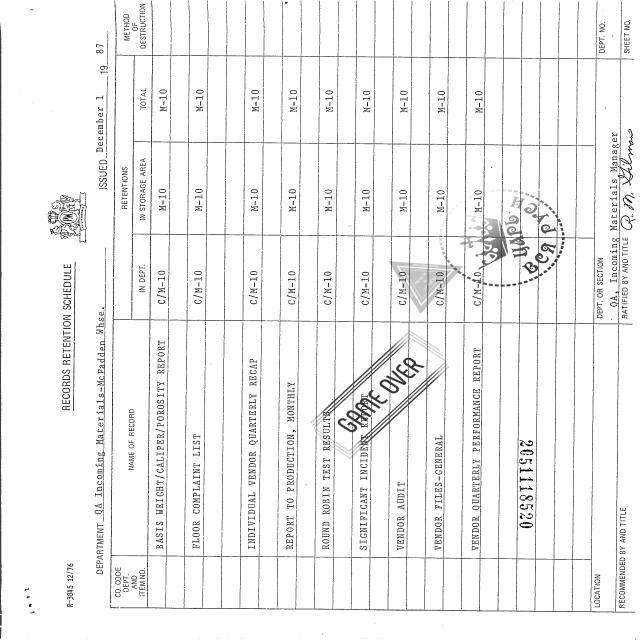 R-3845 12/76
RECORDS RETENTION SCHEDULE
DEPARTMENT QA Incoming Materials-McFadden Whse.
ISSUED December 1 19 87
CO. CODE DEPT. AND ITEM NO.
NAME OF RECORD
RETENTIONS
IN DEPT.
IN STORAGE AREA
TOTAL
METHOD OF DESTRUCTION
BASIS WEIGHT/CALIPER/POROSITY REPORT C/M-10 M-10 M-10
FLOOR COMPLAINT LIST C/M-10 M-10 M-10
INDIVIDUAL VENDOR QUARTERLY RECAP C/M-10 M-10 M-10
REPORT TO PRODUCTION, MONTHLY C/M-10 M-10 M-10
ROUND ROBIN TEST RESULTS C/M-10 M-10 M-10
SIGNIFICANT INCIDENT REPORT C/M-10 M-10 M-10
VENDOR AUDIT C/M-10 M-10 M-10
VENDOR FILES-GENERAL C/M-10 M-10 M-10
VENDOR QUARTERLY PERFORMANCE REPORT C/M-10 M-10 M-10
GAME OVER
Царь
всея руси
2051118520
LOCATION
DEPT. OR SECTION
QA, Incoming Materials Manager
DEPT. NO.
RECOMMENDED BY AND TITLE
RATIFIED BY AND TITLE R. M. Gilman
SHEET NO.